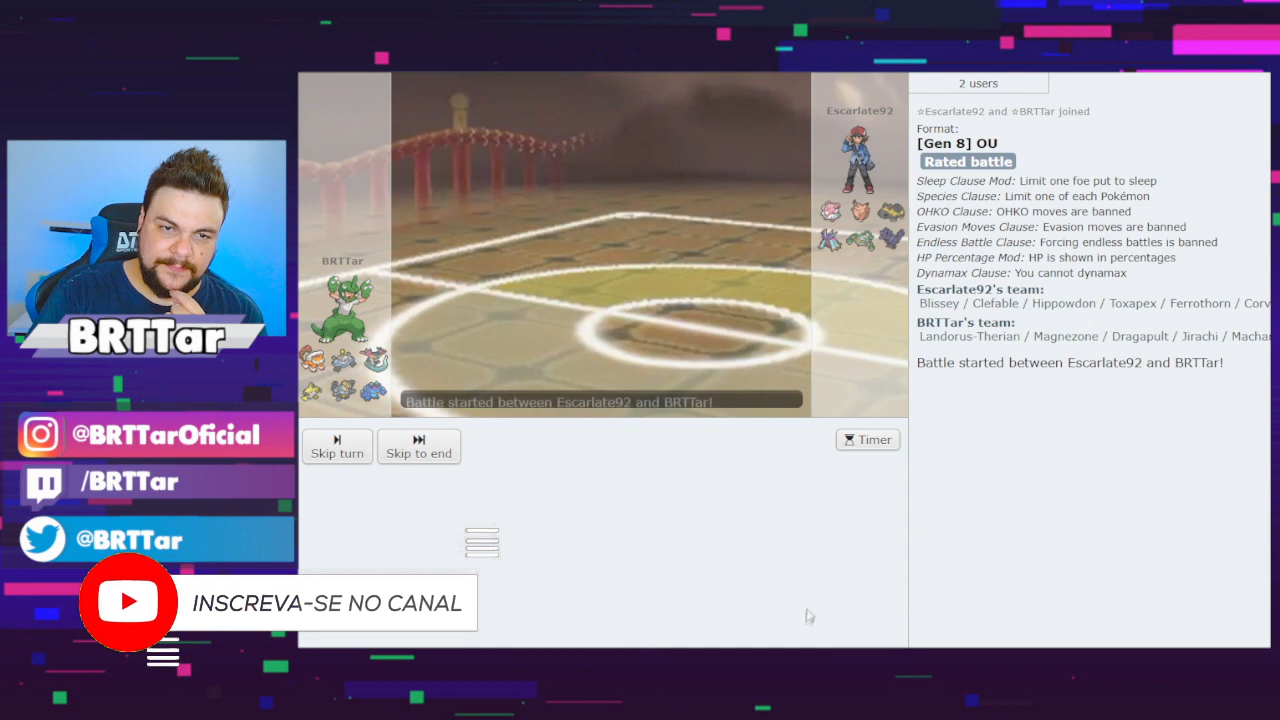 BRTTar
@BRTTarOficial
/BRTTar
@BRTTar
INSCREVA-SE NO CANAL
BRTTar
Escarlate92
Battle started between Escarlate92 and BRTTar!
Skip turn
Skip to end
Timer
2 users
☆Escarlate92 and ☆BRTTar joined
Format:
[Gen 8] OU
Rated battle
Sleep Clause Mod: Limit one foe put to sleep
Species Clause: Limit one of each Pokémon
OHKO Clause: OHKO moves are banned
Evasion Moves Clause: Evasion moves are banned
Endless Battle Clause: Forcing endless battles is banned
HP Percentage Mod: HP is shown in percentages
Dynamax Clause: You cannot dynamax
Escarlate92's team:
Blissey / Clefable / Hippowdon / Toxapex / Ferrothorn / Corv
BRTTar's team:
Landorus-Therian / Magnezone / Dragapult / Jirachi / Macha
Battle started between Escarlate92 and BRTTar!